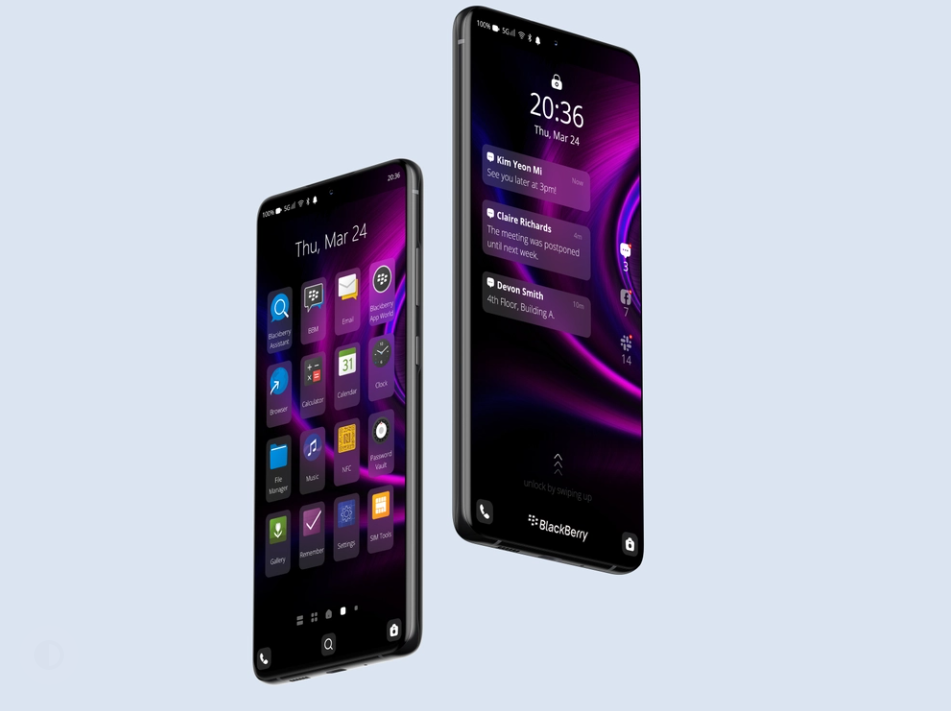 100% 5G
20:36
Thu, Mar 24
Blackberry
Assistant
BBM
Email
Blackberry
App World
Browser
Calculator
31
Calendar
Clock
File
Manager
Music
NFC
Password
Vault
Gallery
Remember
Settings
SIM Tools
100% 5G
20:36
Thu, Mar 24
Kim Yeon Mi
Now
See you later at 3pm!
Claire Richards
4m
The meeting was postponed
until next week.
Devon Smith
10m
4th Floor, Building A.
3
7
14
unlock by swiping up
BlackBerry